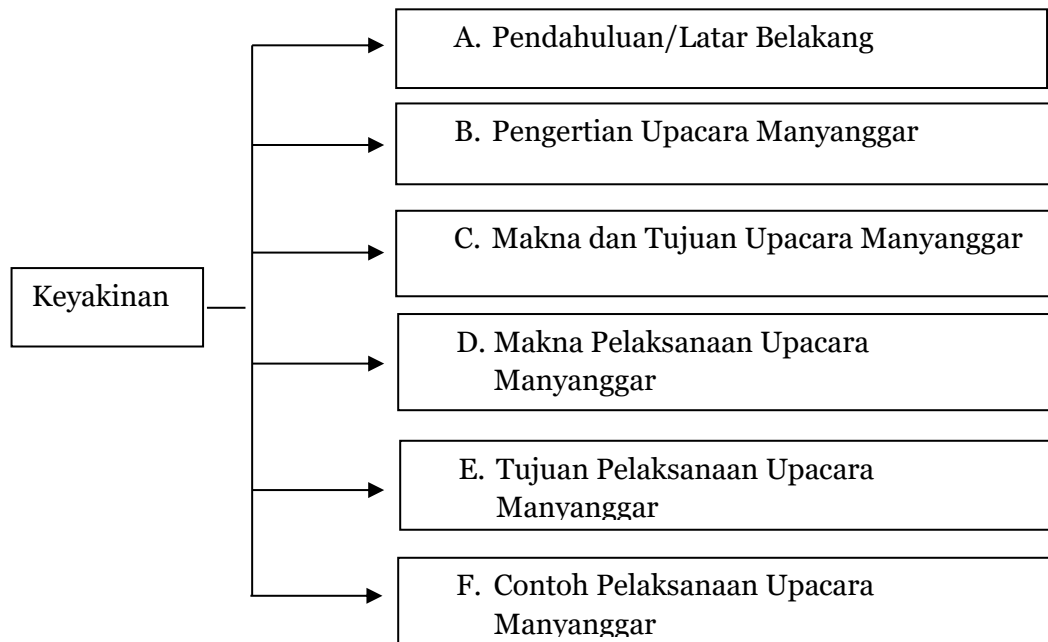 A. Pendahuluan/Latar Belakang
B. Pengertian Upacara Manyanggar
C. Makna dan Tujuan Upacara Manyanggar
Keyakinan
D. Makna Pelaksanaan Upacara
Manyanggar
E. Tujuan Pelaksanaan Upacara
Manyanggar
F. Contoh Pelaksanaan Upacara
Manyanggar